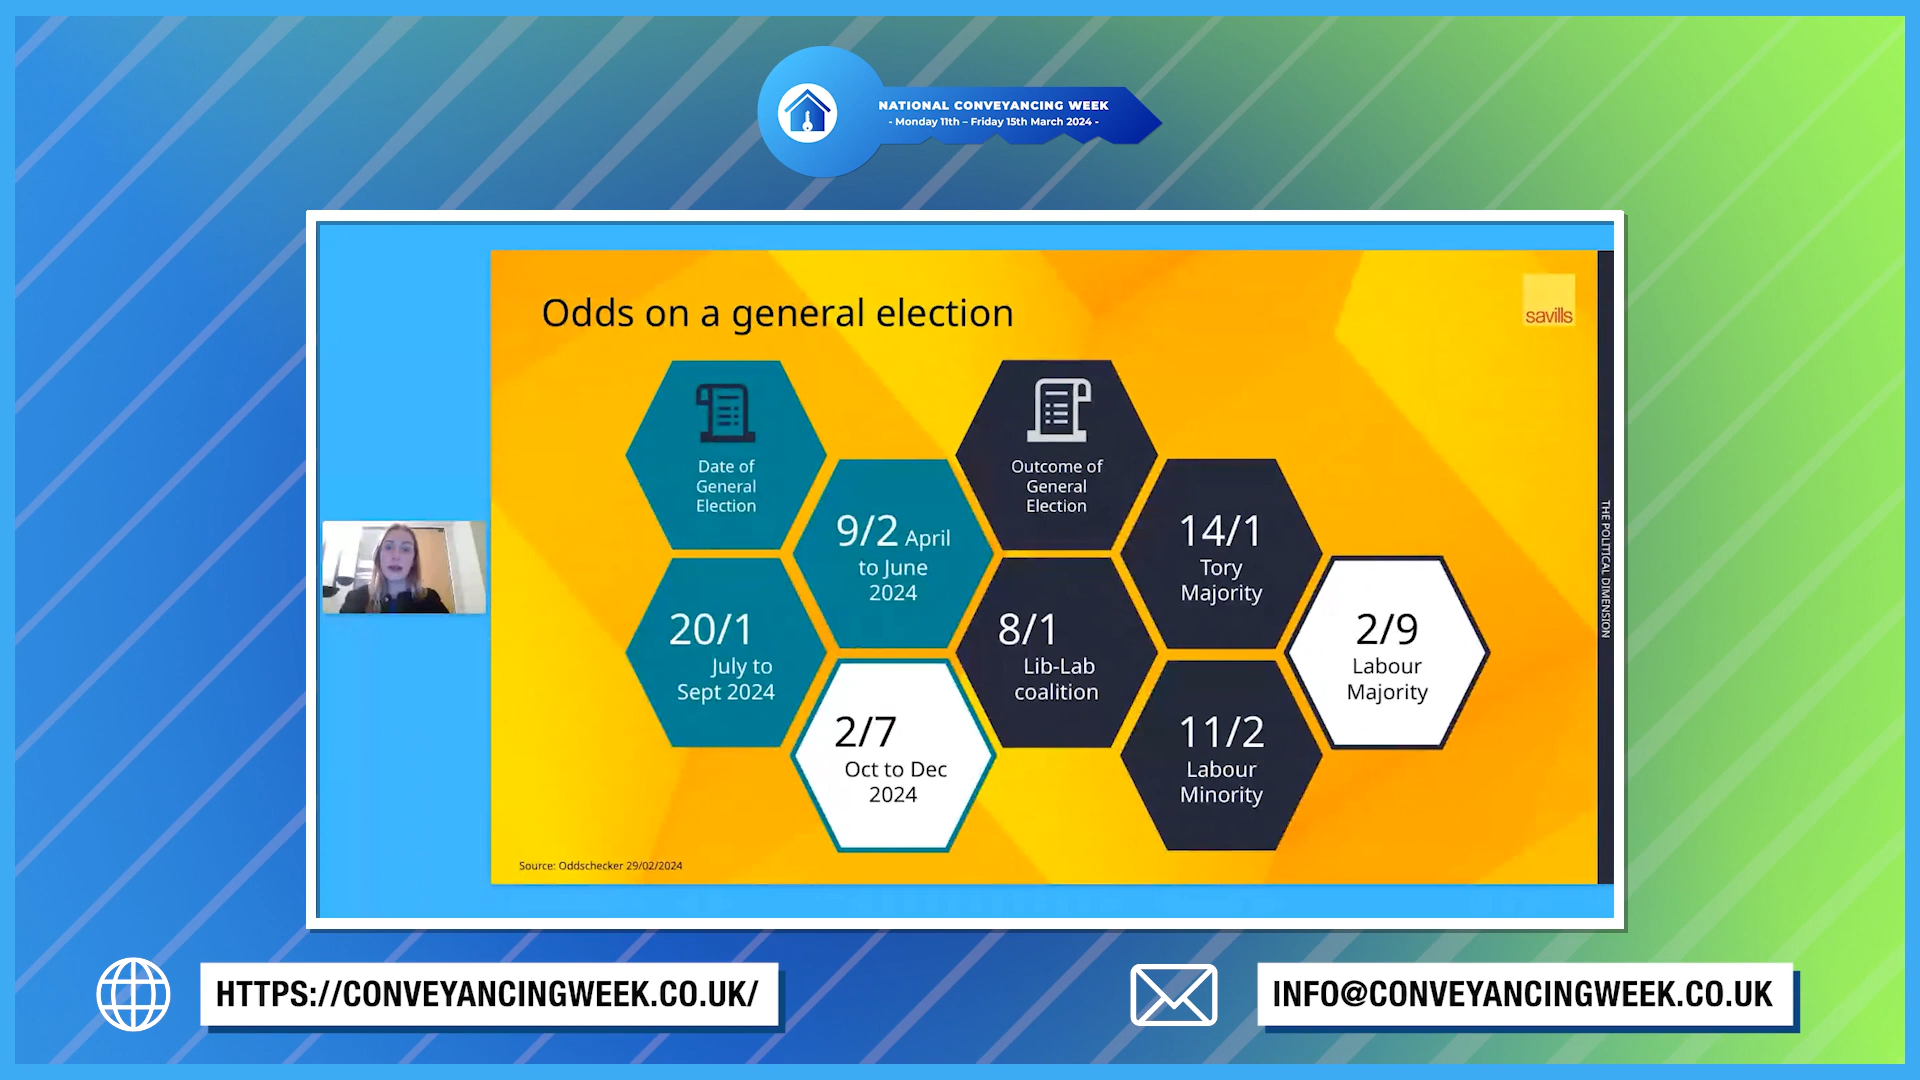 NATIONAL CONVEYANCING WEEK
- Monday 11th – Friday 15th March 2024 -
Odds on a general election
savills
Date of
General
Election
9/2 April
to June
2024
20/1
July to
Sept 2024
2/7
Oct to Dec
2024
Outcome of
General
Election
14/1
Tory
Majority
8/1
Lib-Lab
coalition
11/2
Labour
Minority
2/9
Labour
Majority
THE POLITICAL DIMENSION
Source: Oddschecker 29/02/2024
HTTPS://CONVEYANCINGWEEK.CO.UK/
INFO@CONVEYANCINGWEEK.CO.UK